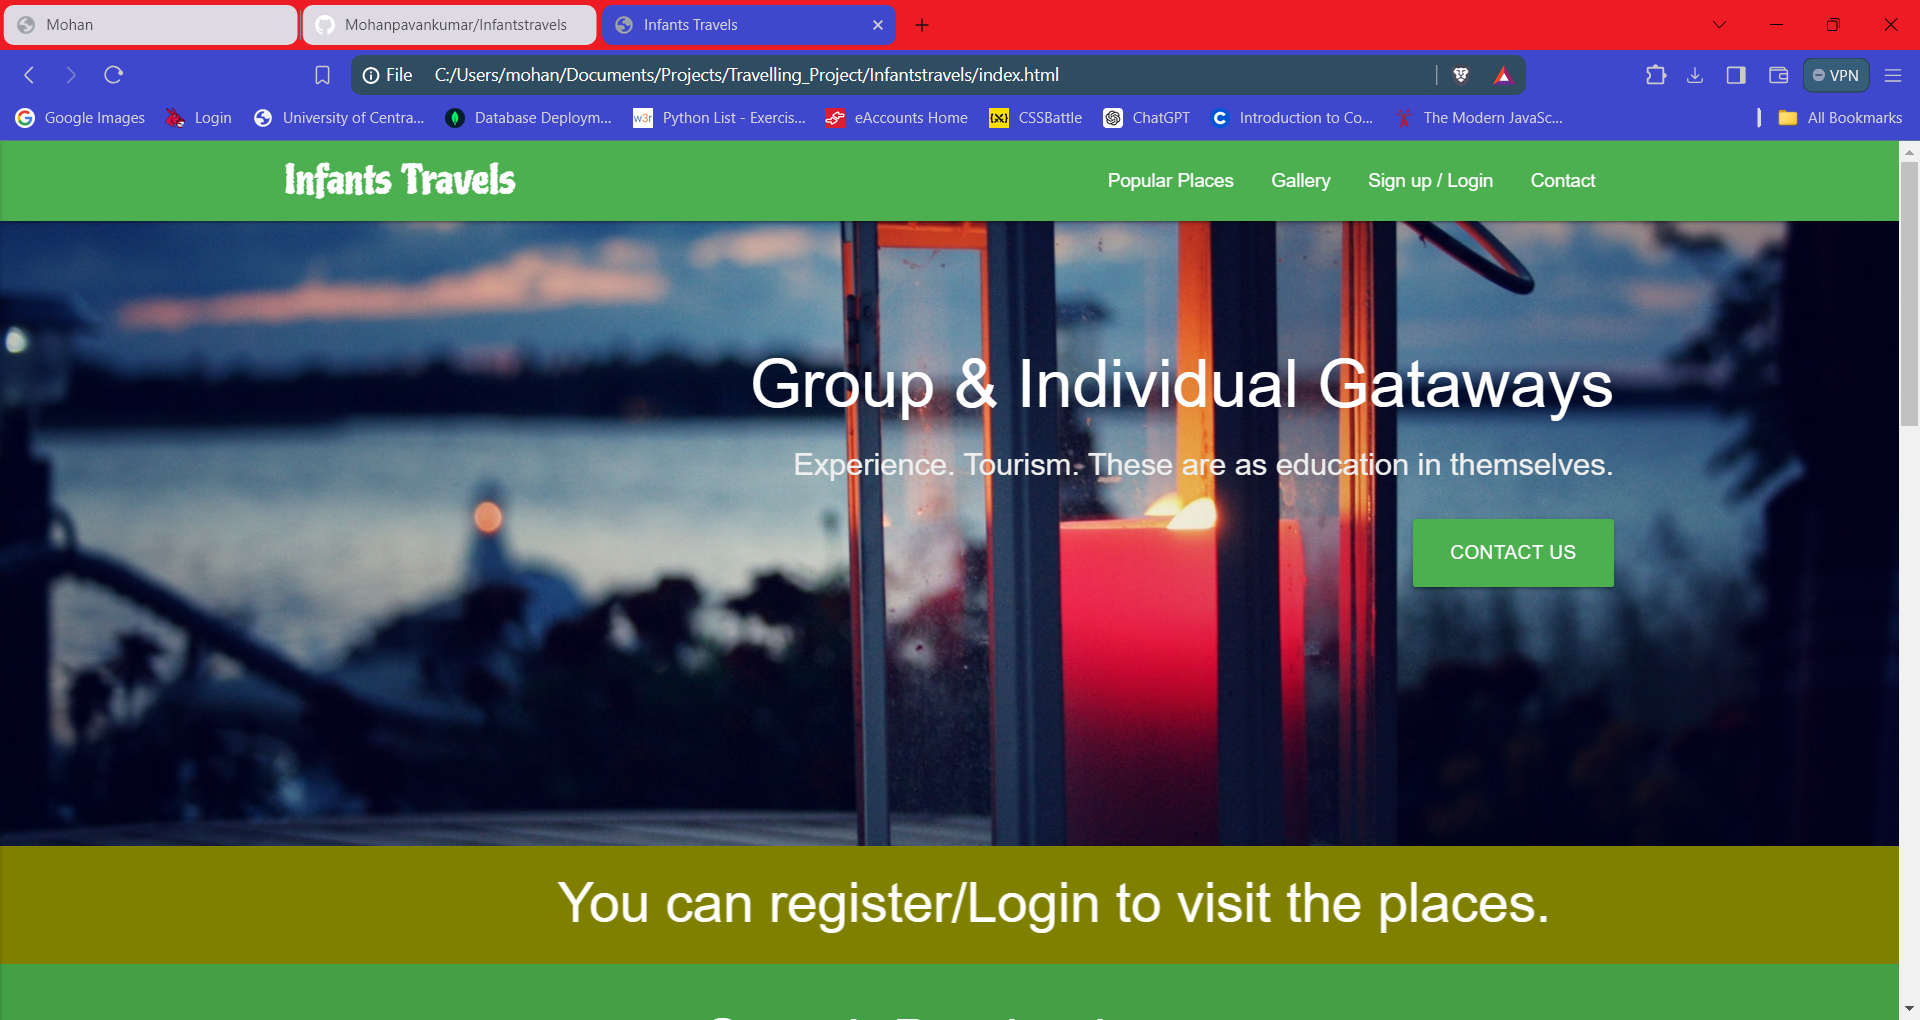 Mohan
Mohanpavankumar/Infantstravels
Infants Travels
File C:/Users/mohan/Documents/Projects/Travelling_Project/Infantstravels/index.html
VPN
Google Images Login University of Centra... Database Deploym... w3r Python List - Exercis... eAccounts Home CSSBattle ChatGPT Introduction to Co... The Modern JavaSc... All Bookmarks
Infants Travels
Popular Places Gallery Sign up / Login Contact
Group & Individual Gataways
Experience. Tourism. These are as education in themselves.
CONTACT US
You can register/Login to visit the places.